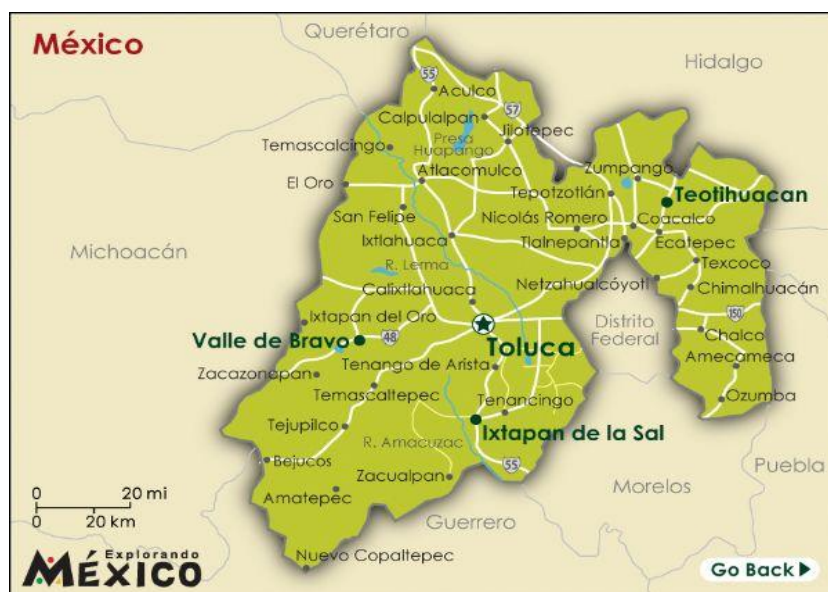 México
Querétaro
Hidalgo
55
Aculco
57
Calpulalpan
Jilotepec
Presa
Huapango
Temascalcingo
Atlacomulco
Zumpango
El Oro
Tepotzotlán
Teotihuacan
San Felipe
Nicolás Romero
Coacalco
Ixtlahuaca
Tlalnepantla
Ecatepec
Michoacán
R. Lerma
Texcoco
Netzahualcóyotl
Chimalhuacán
Calixtlahuaca
Ixtapan del Oro
150
Distrito
Federal
Chalco
Valle de Bravo
48
Toluca
Amecameca
Tenango de Arista
Zacazonapan
Temascaltepec
Ozumba
Tenancingo
Tejupilco
Ixtapan de la Sal
R. Amacuzac
Bejucos
55
Puebla
Zacualpan
Morelos
0 20 mi
Amatepec
0 20 km
Guerrero
Nuevo Copaltepec
Explorando
MÉXICO
Go Back